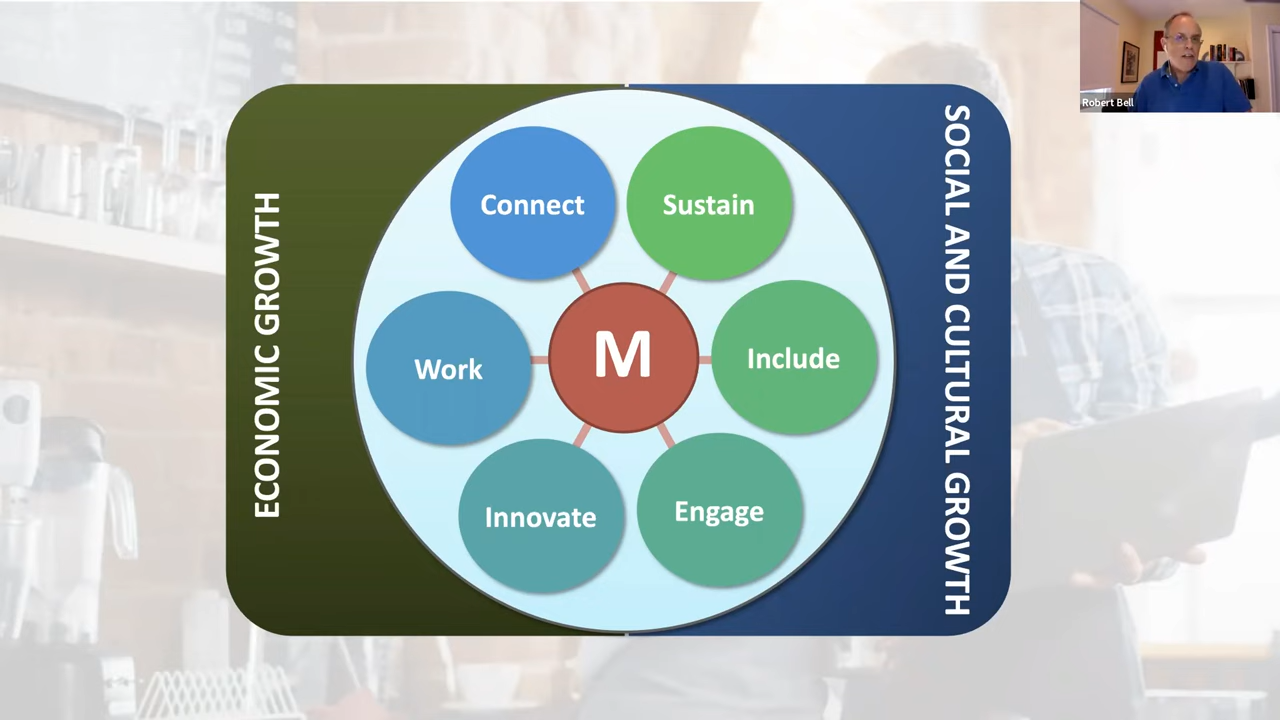 Robert Bell
ECONOMIC GROWTH
Connect
Sustain
Work
M
Include
Innovate
Engage
SOCIAL AND CULTURAL GROWTH